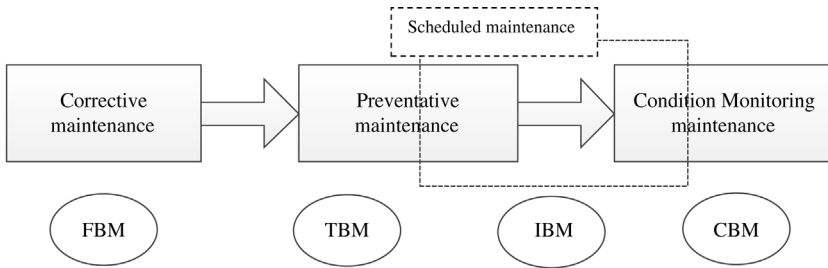 Scheduled maintenance
Corrective
maintenance
Preventative
maintenance
Condition Monitoring
maintenance
FBM
TBM
IBM
CBM